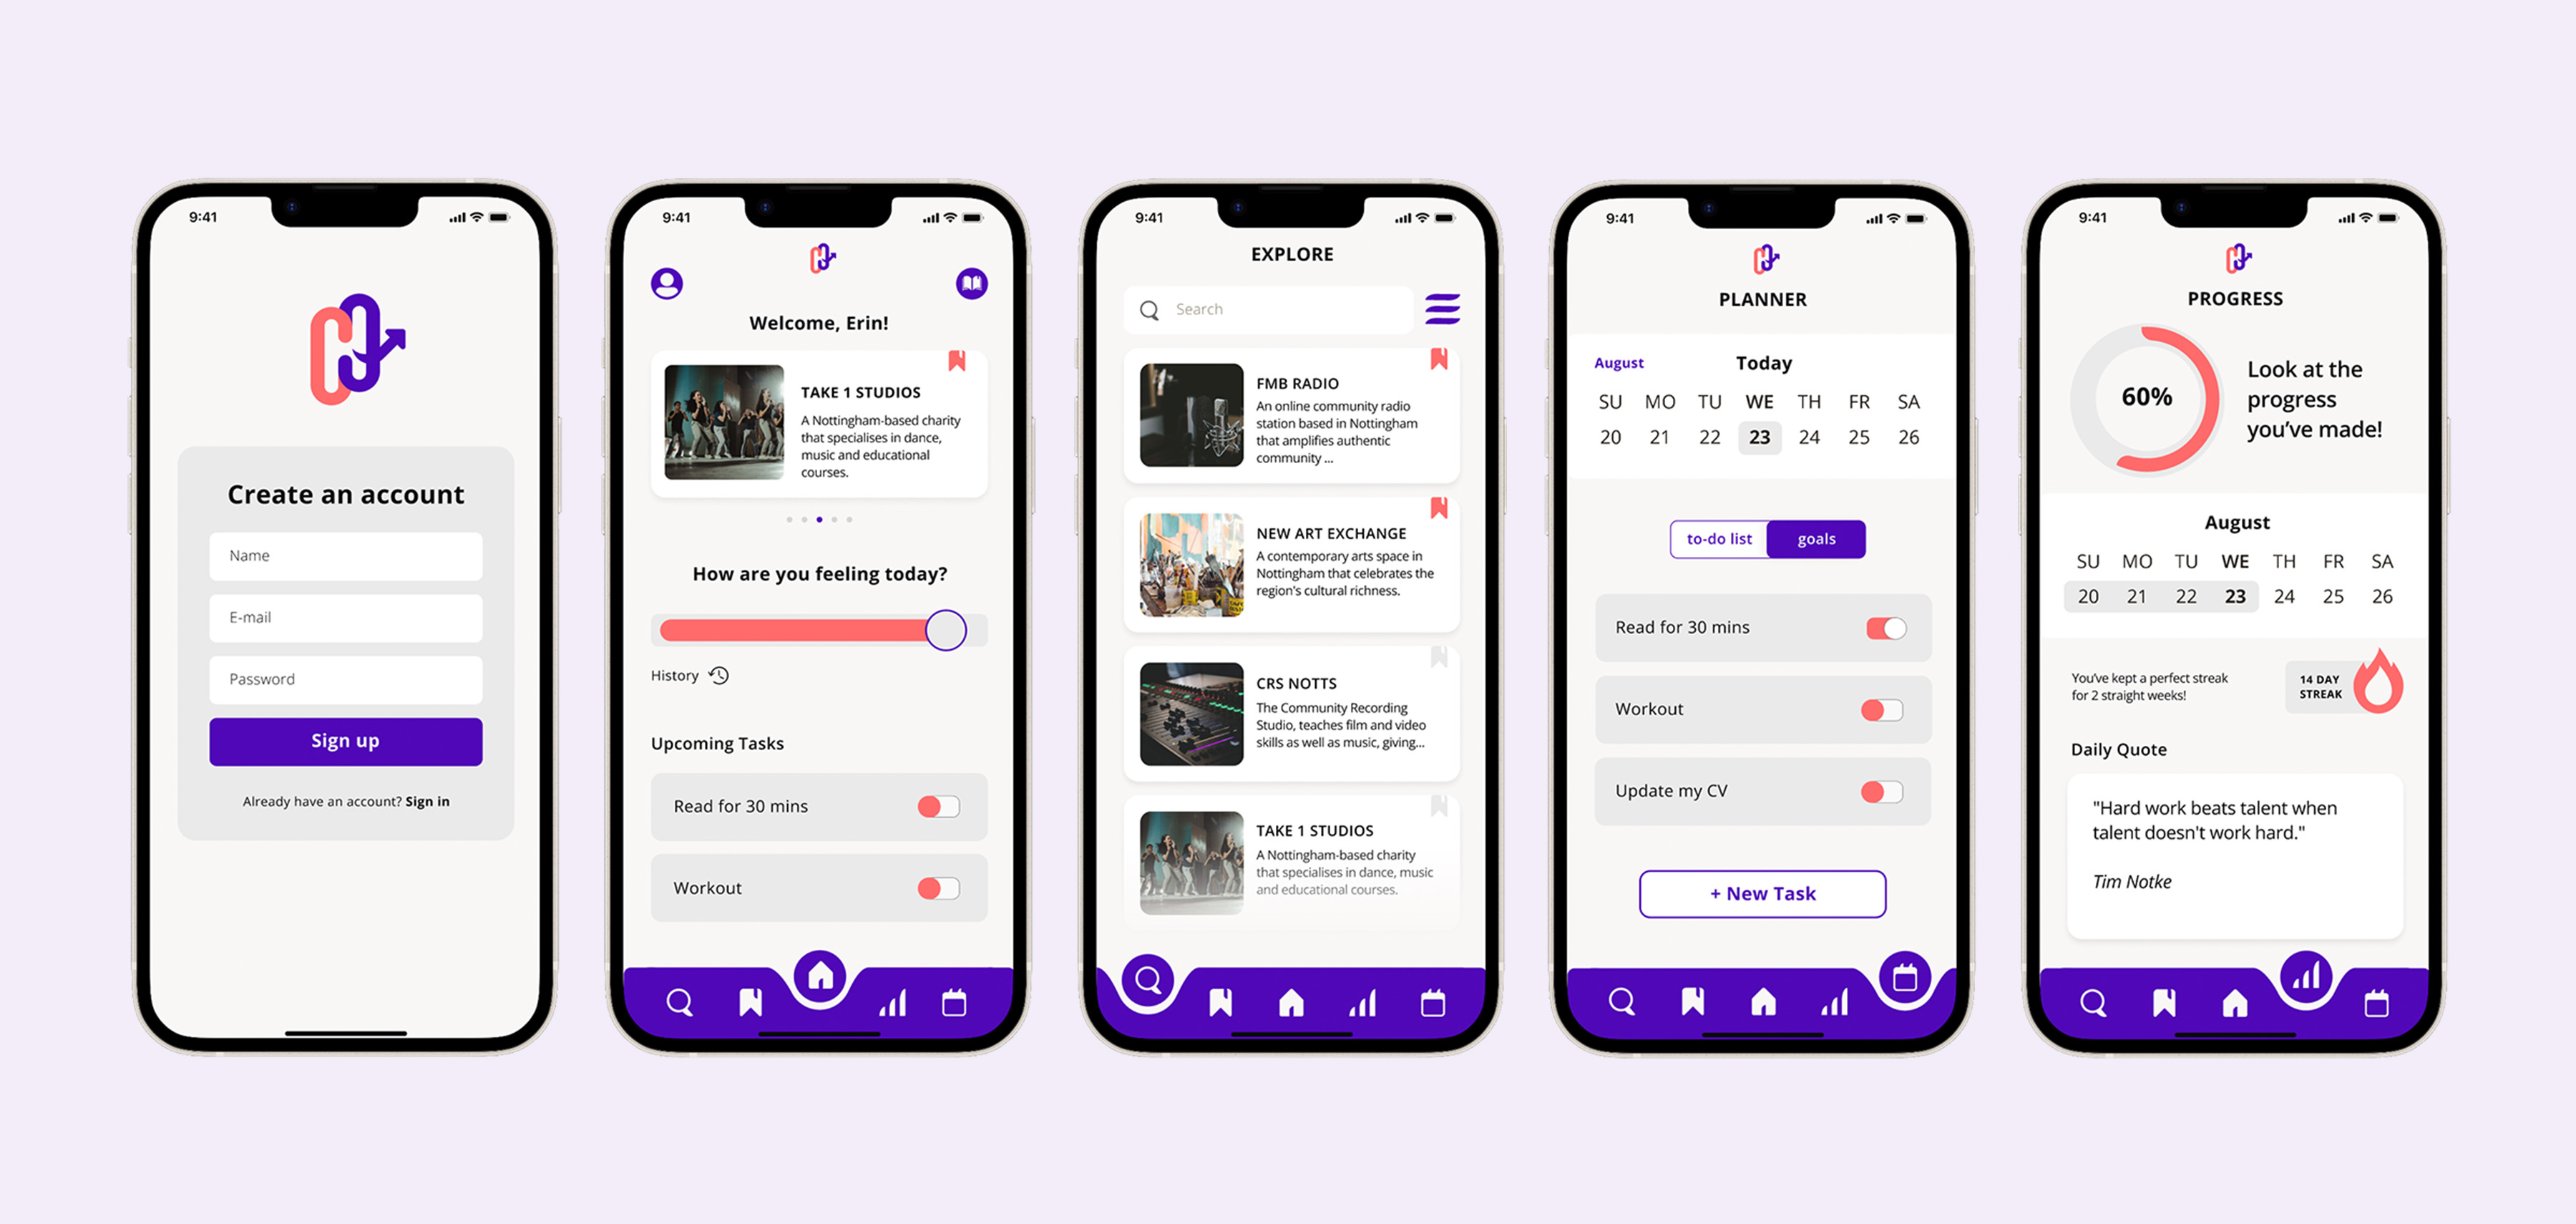 9:41
Create an account
Name
E-mail
Password
Sign up
Already have an account? Sign in
9:41
Welcome, Erin!
TAKE 1 STUDIOS
A Nottingham-based charity
that specialises in dance,
music and educational
courses.
How are you feeling today?
History
Upcoming Tasks
Read for 30 mins
Workout
9:41
EXPLORE
Search
FMB RADIO
An online community radio
station based in Nottingham
that amplifies authentic
community ...
NEW ART EXCHANGE
A contemporary arts space in
Nottingham that celebrates the
region's cultural richness.
CRS NOTTS
The Community Recording
Studio, teaches film and video
skills as well as music, giving...
TAKE 1 STUDIOS
A Nottingham-based charity
that specialises in dance, music
and educational courses.
9:41
PLANNER
August Today
SU MO TU WE TH FR SA
20 21 22 23 24 25 26
to-do list goals
Read for 30 mins
Workout
Update my CV
+ New Task
9:41
PROGRESS
60%
Look at the
progress
you've made!
August
SU MO TU WE TH FR SA
20 21 22 23 24 25 26
You've kept a perfect streak
for 2 straight weeks!
14 DAY
STREAK
Daily Quote
"Hard work beats talent when
talent doesn't work hard."
Tim Notke